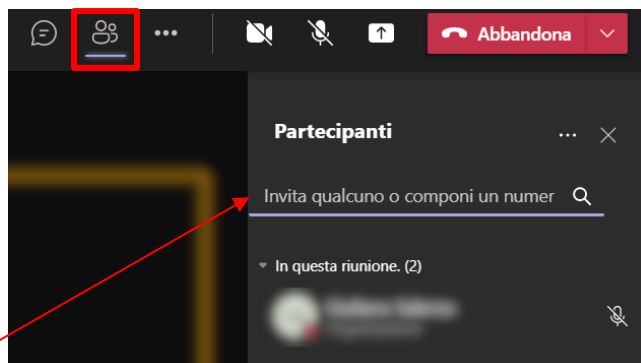 Abbandona
Partecipanti
Invita qualcuno o componi un numer
In questa riunione. (2)